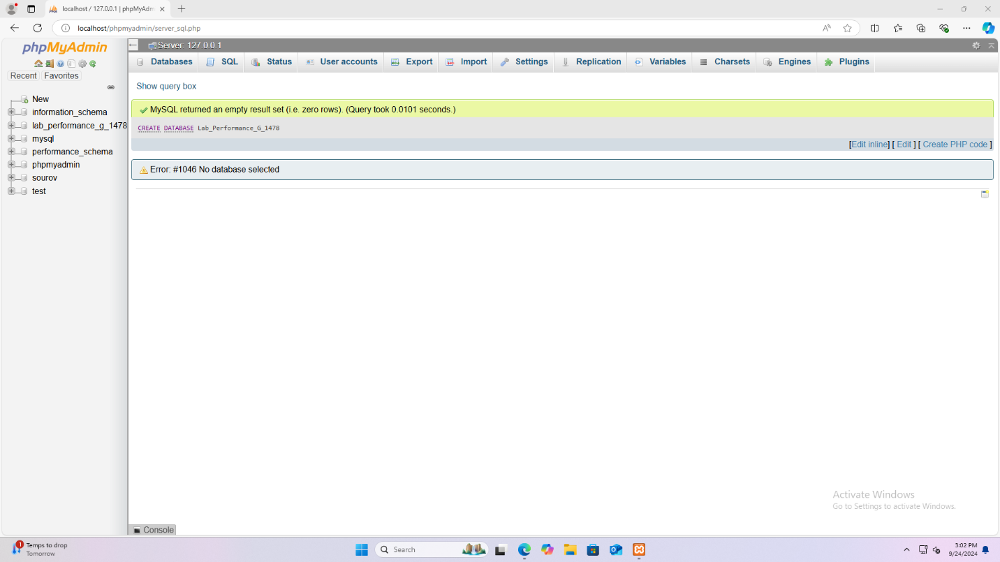 localhost / 127.0.0.1 | phpMyAdm
localhost/phpmyadmin/server_sql.php
phpMyAdmin
Recent Favorites
New
information_schema
lab_performance_g_1478
mysql
performance_schema
phpmyadmin
sourov
test
Server: 127.0.0.1
Databases SQL Status User accounts Export Import Settings Replication Variables Charsets Engines Plugins
Show query box
MySQL returned an empty result set (i.e. zero rows). (Query took 0.0101 seconds.)
CREATE DATABASE Lab_Performance_G_1478
[Edit inline] [ Edit ] [ Create PHP code ]
Error: #1046 No database selected
Activate Windows
Go to Settings to activate Windows.
Console
1
Temps to drop
Tomorrow
Search
3:02 PM
9/24/2024